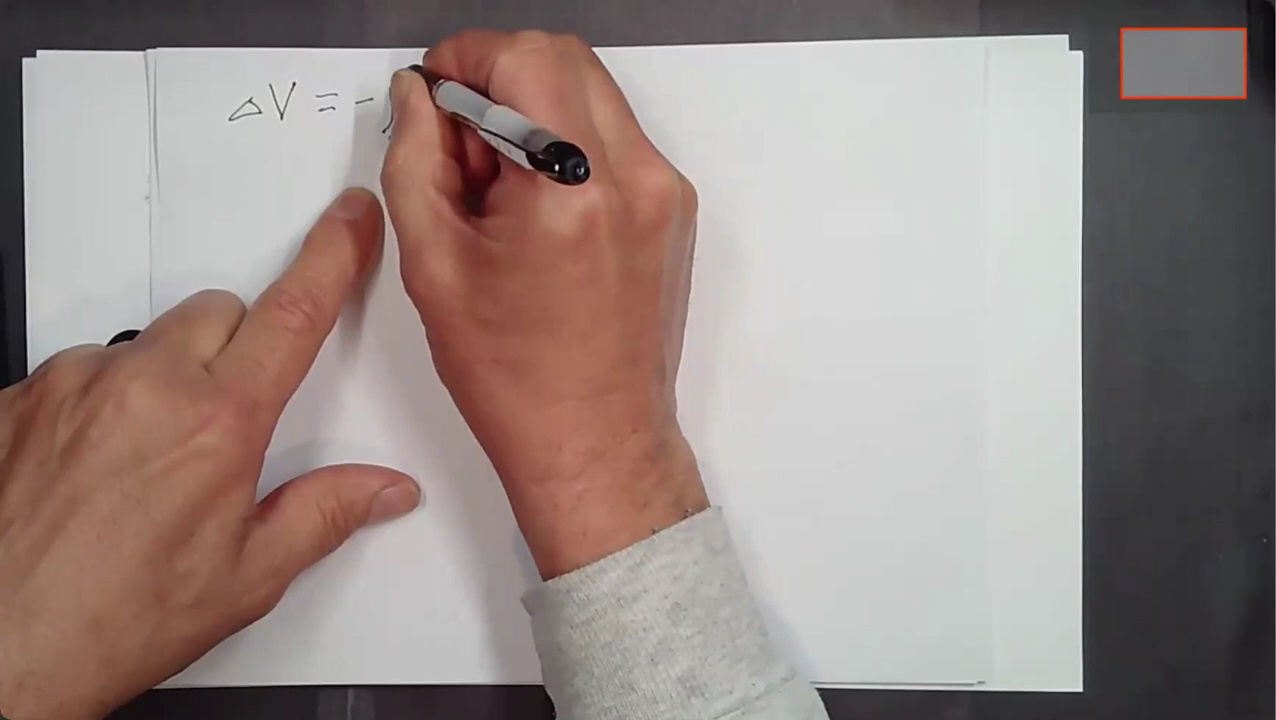 ΔV = - ∫